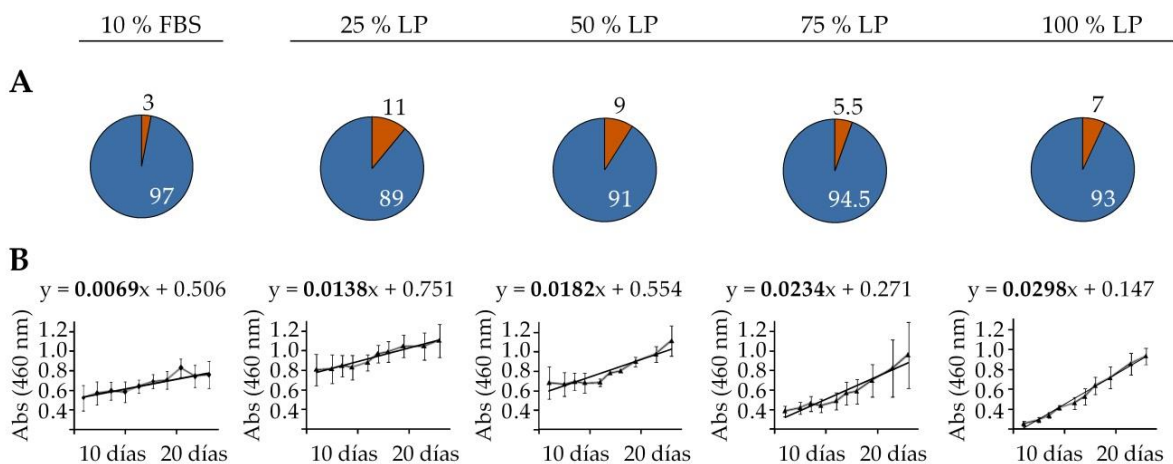 10 % FBS 25 % LP 50 % LP 75 % LP 100 % LP
A
3 11 9 5.5 7
97 89 91 94.5 93
B
y = 0.0069x + 0.506 y = 0.0138x + 0.751 y = 0.0182x + 0.554 y = 0.0234x + 0.271 y = 0.0298x + 0.147
Abs (460 nm) Abs (460 nm) Abs (460 nm) Abs (460 nm) Abs (460 nm)
1.2 1.2 1.2 1.2 1.2
1.0 1.0 1.0 1.0 1.0
0.8 0.8 0.8 0.8 0.8
0.6 0.6 0.6 0.6 0.6
0.4 0.4 0.4 0.4 0.4
10 días 20 días 10 días 20 días 10 días 20 días 10 días 20 días 10 días 20 días